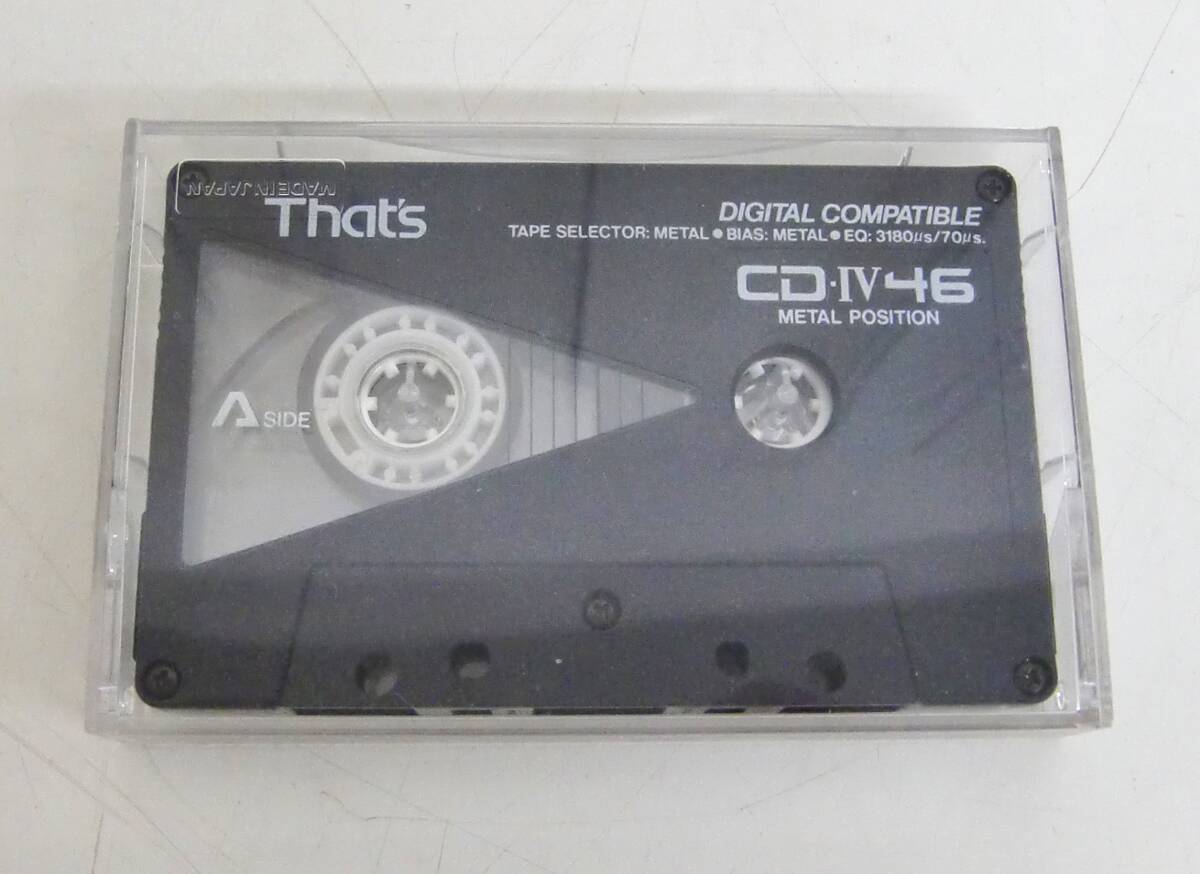 MADE IN JAPAN
That's
DIGITAL COMPATIBLE
TAPE SELECTOR: METAL ● BIAS: METAL ● EQ: 3180μs/70μs.
CD·IV46
METAL POSITION
A SIDE